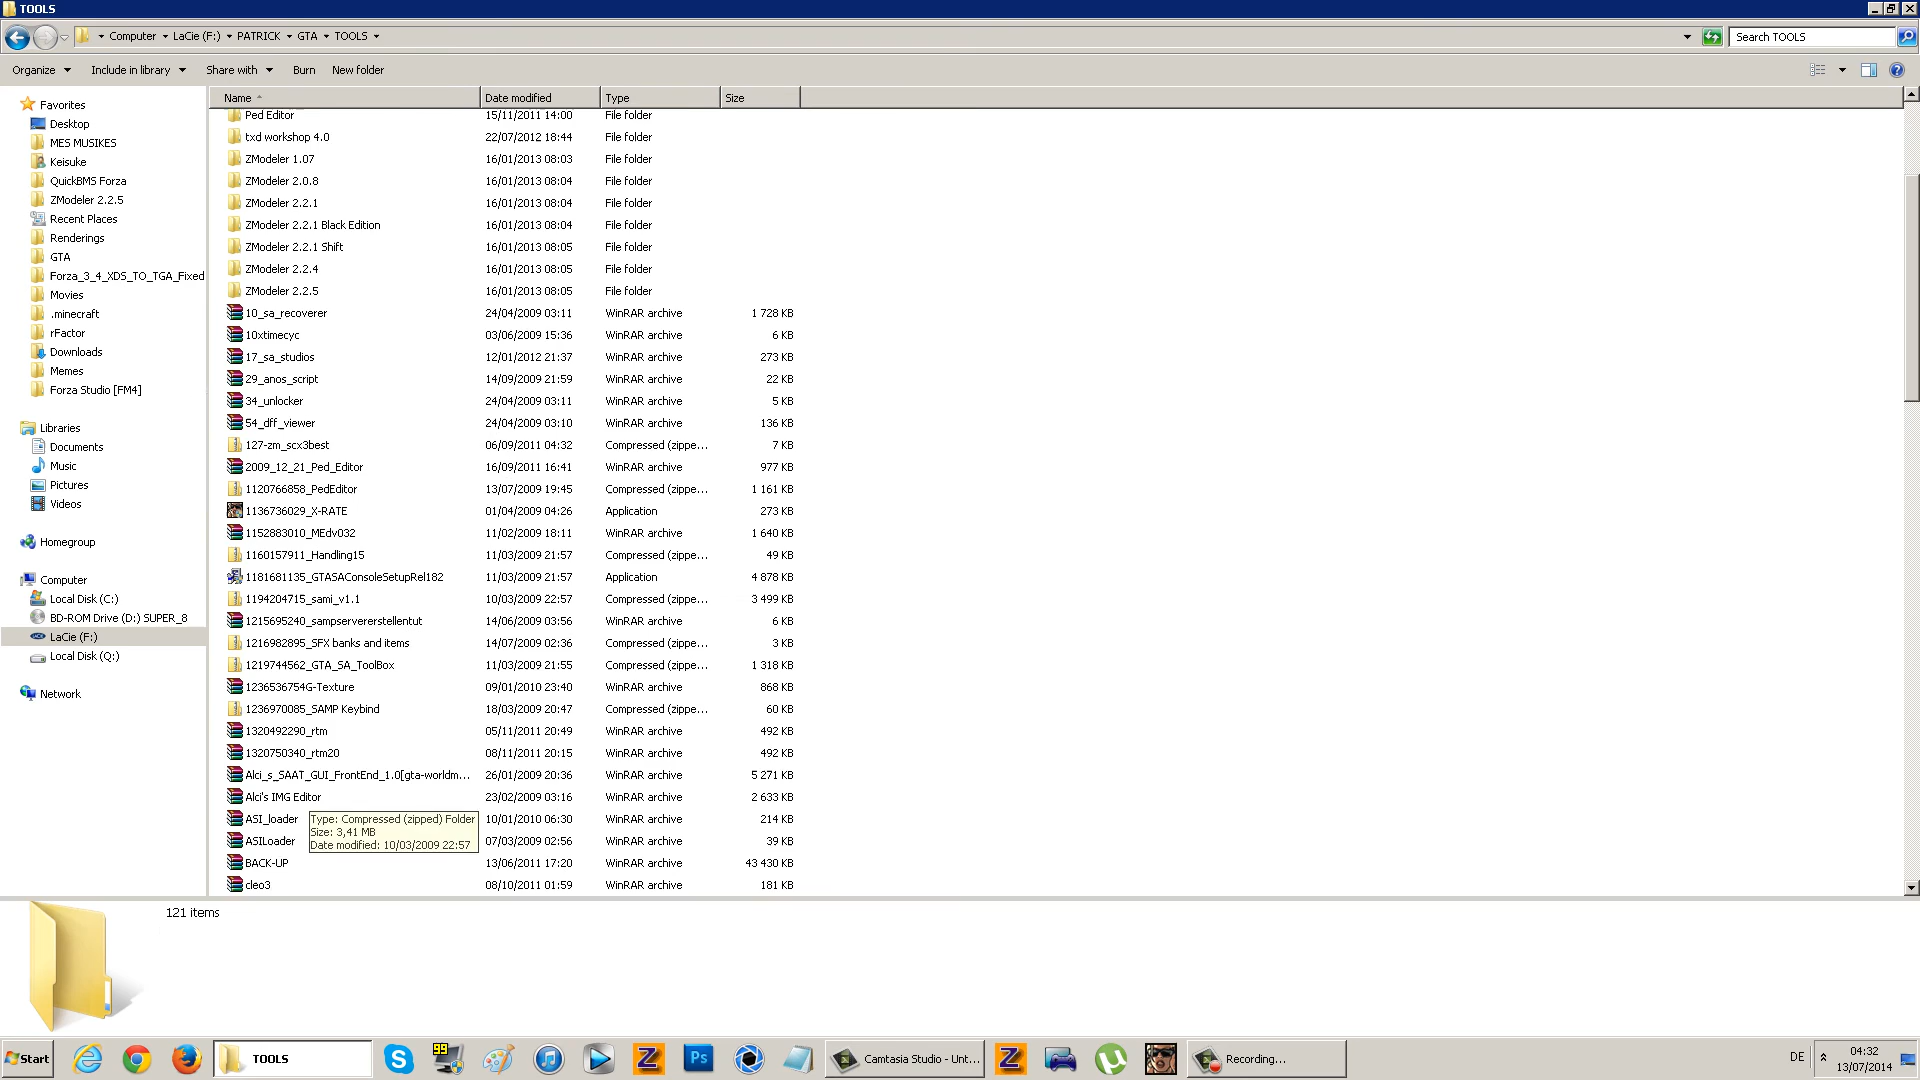 TOOLS
Computer LaCie (F:) PATRICK GTA TOOLS
Search TOOLS
Organize Include in library Share with Burn New folder
Name Date modified Type Size
Favorites
Desktop
MES MUSIKES
Keisuke
QuickBMS Forza
ZModeler 2.2.5
Recent Places
Renderings
GTA
Forza_3_4_XDS_TO_TGA_Fixed
Movies
.minecraft
rFactor
Downloads
Memes
Forza Studio [FM4]
Libraries
Documents
Music
Pictures
Videos
Homegroup
Computer
Local Disk (C:)
BD-ROM Drive (D:) SUPER_8
LaCie (F:)
Local Disk (Q:)
Network
Ped Editor 15/11/2011 14:00 File folder
txd workshop 4.0 22/07/2012 18:44 File folder
ZModeler 1.07 16/01/2013 08:03 File folder
ZModeler 2.0.8 16/01/2013 08:04 File folder
ZModeler 2.2.1 16/01/2013 08:04 File folder
ZModeler 2.2.1 Black Edition 16/01/2013 08:04 File folder
ZModeler 2.2.1 Shift 16/01/2013 08:05 File folder
ZModeler 2.2.4 16/01/2013 08:05 File folder
ZModeler 2.2.5 16/01/2013 08:05 File folder
10_sa_recoverer 24/04/2009 03:11 WinRAR archive 1 728 KB
10xtimecyc 03/06/2009 15:36 WinRAR archive 6 KB
17_sa_studios 12/01/2012 21:37 WinRAR archive 273 KB
29_anos_script 14/09/2009 21:59 WinRAR archive 22 KB
34_unlocker 24/04/2009 03:11 WinRAR archive 5 KB
54_dff_viewer 24/04/2009 03:10 WinRAR archive 136 KB
127-zm_scx3best 06/09/2011 04:32 Compressed (zippe... 7 KB
2009_12_21_Ped_Editor 16/09/2011 16:41 WinRAR archive 977 KB
1120766858_PedEditor 13/07/2009 19:45 Compressed (zippe... 1 161 KB
1136736029_X-RATE 01/04/2009 04:26 Application 273 KB
1152883010_MEdv032 11/02/2009 18:11 WinRAR archive 1 640 KB
1160157911_Handling15 11/03/2009 21:57 Compressed (zippe... 49 KB
1181681135_GTASAConsoleSetupRel182 11/03/2009 21:57 Application 4 878 KB
1194204715_sami_v1.1 10/03/2009 22:57 Compressed (zippe... 3 499 KB
1215695240_sampservererstellentut 14/06/2009 03:56 WinRAR archive 6 KB
1216982895_SFX banks and items 14/07/2009 02:36 Compressed (zippe... 3 KB
1219744562_GTA_SA_ToolBox 11/03/2009 21:55 Compressed (zippe... 1 318 KB
1236536754G-Texture 09/01/2010 23:40 WinRAR archive 868 KB
1236970085_SAMP Keybind 18/03/2009 20:47 Compressed (zippe... 60 KB
1320492290_rtm 05/11/2011 20:49 WinRAR archive 492 KB
1320750340_rtm20 08/11/2011 20:15 WinRAR archive 492 KB
Alci_s_SAAT_GUI_FrontEnd_1.0[gta-worldm... 26/01/2009 20:36 WinRAR archive 5 271 KB
Alci's IMG Editor 23/02/2009 03:16 WinRAR archive 2 633 KB
ASI_loader 10/01/2010 06:30 WinRAR archive 214 KB
ASILoader 07/03/2009 02:56 WinRAR archive 39 KB
BACK-UP 13/06/2011 17:20 WinRAR archive 43 430 KB
cleo3 08/10/2011 01:59 WinRAR archive 181 KB
Type: Compressed (zipped) Folder
Size: 3,41 MB
Date modified: 10/03/2009 22:57
121 items
Start TOOLS 99 Ps Camtasia Studio - Unt... Recording... DE 04:32
13/07/2014